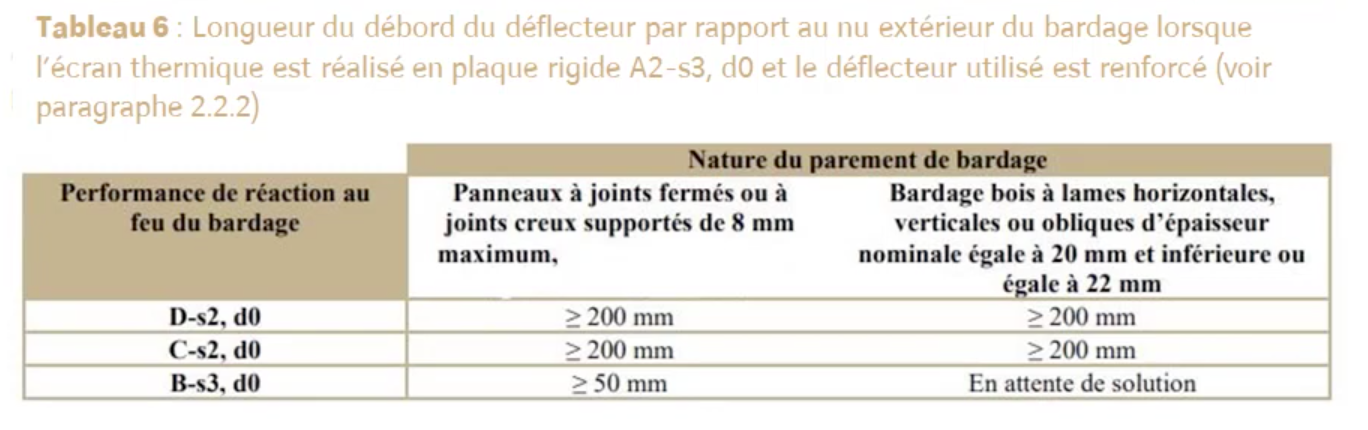 Tableau 6 : Longueur du débord du déflecteur par rapport au nu extérieur du bardage lorsque
l'écran thermique est réalisé en plaque rigide A2-s3, d0 et le déflecteur utilisé est renforcé (voir
paragraphe 2.2.2)
Nature du parement de bardage
Performance de réaction au
feu du bardage
Panneaux à joints fermés ou à
joints creux supportés de 8 mm
maximum,
Bardage bois à lames horizontales,
verticales ou obliques d'épaisseur
nominale égale à 20 mm et inférieure ou
égale à 22 mm
D-s2, d0 ≥ 200 mm ≥ 200 mm
C-s2, d0 ≥ 200 mm ≥ 200 mm
B-s3, d0 ≥ 50 mm En attente de solution